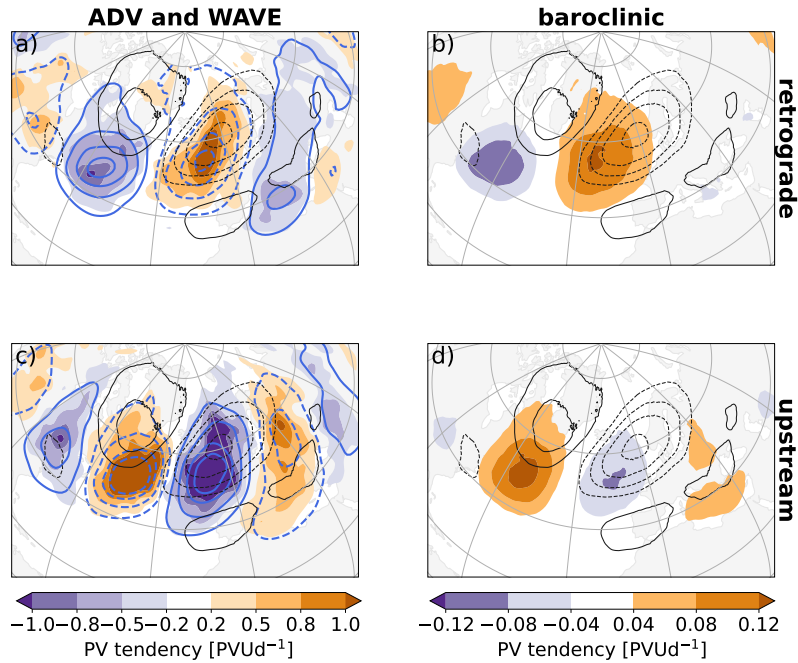 ADV and WAVE
baroclinic
a)
b)
retrograde
c)
d)
upstream
−1.0 −0.8 −0.5 −0.2 0.2 0.5 0.8 1.0
PV tendency [PVUd⁻¹]
−0.12 −0.08 −0.04 0.04 0.08 0.12
PV tendency [PVUd⁻¹]